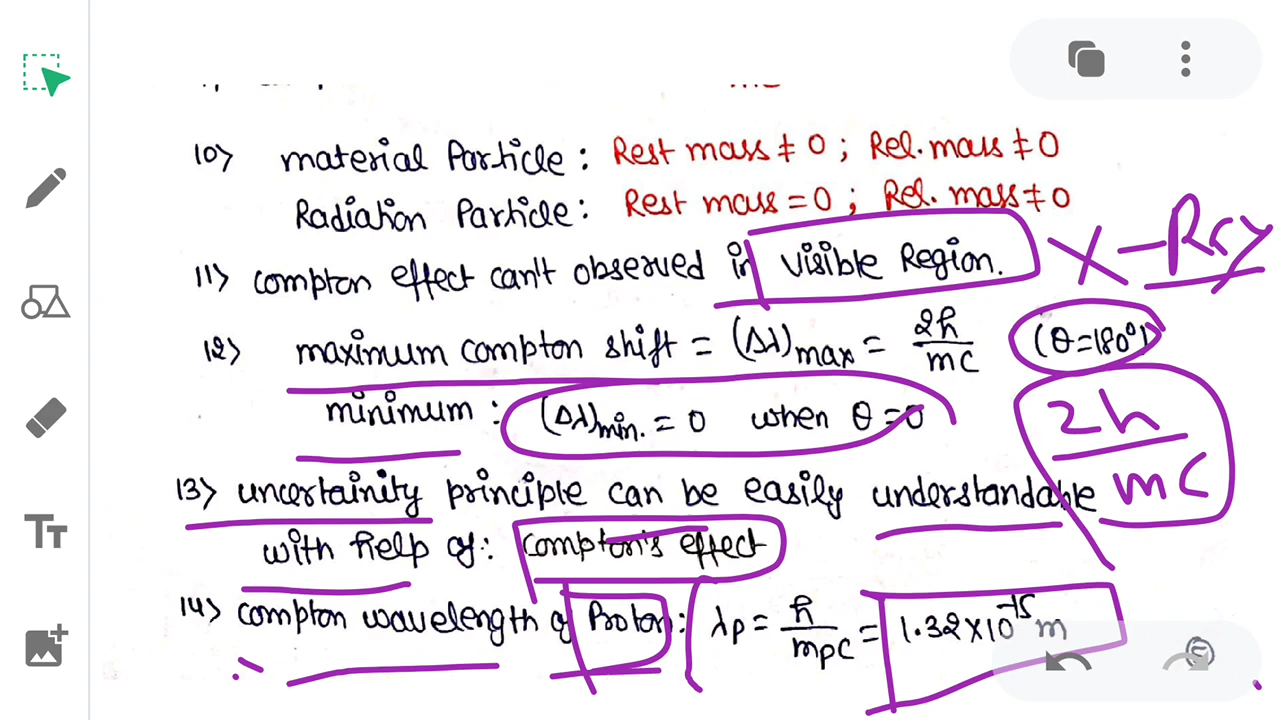 10) material Particle : Rest mass ≠ 0 ; Rel. mass ≠ 0
Radiation Particle : Rest mass = 0 ; Rel. mass ≠ 0
11) compton effect can't observed in visible Region. X-Ray
12) maximum compton shift = (Δλ)max = 2h/mc (θ=180°)
minimum : (Δλ)min. = 0 when θ=0
2h/mc
13) uncertainity principle can be easily understandable
with help of: compton's effect
14) compton wavelength of Proton : λp = h/mpc = 1.32×10⁻¹⁵ m
5
TT